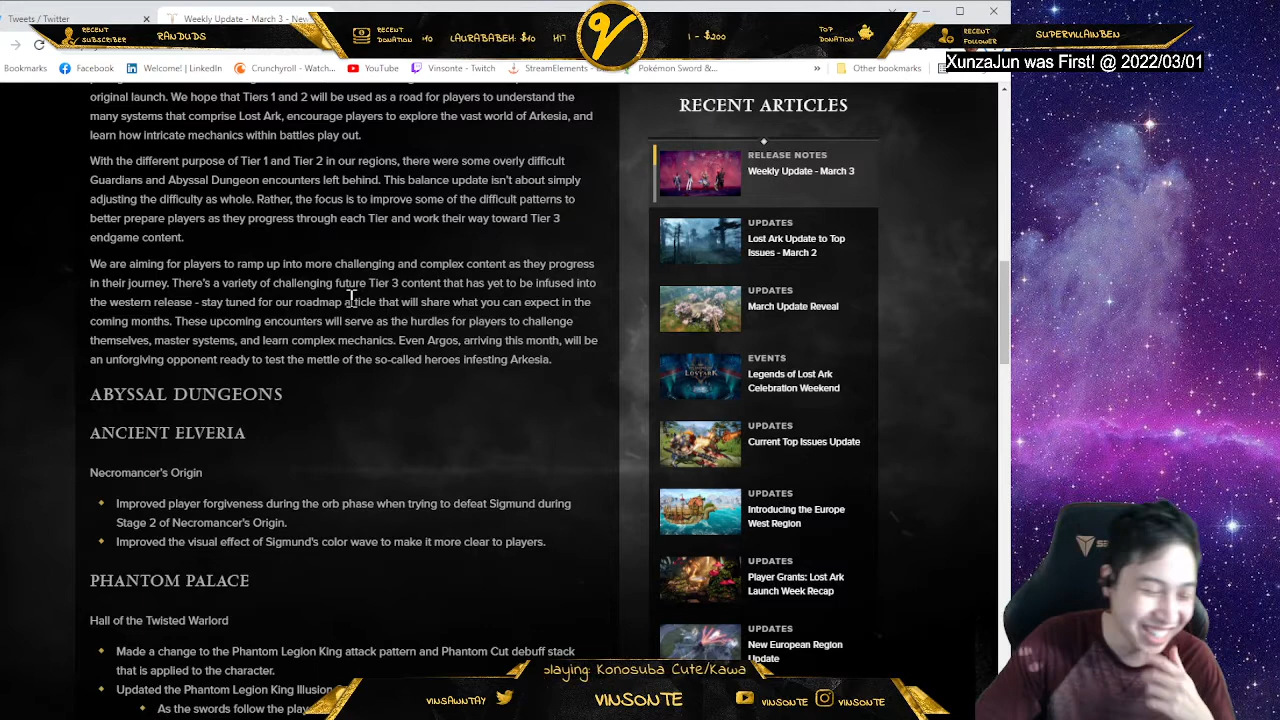 Tweets / Twitter
Weekly Update - March 3 - New
RECENT SUBSCRIBER
RANDUDS
RECENT DONATION
LAURABABEH: $10
1 - $200
TOP DONATION
RECENT FOLLOWER
SUPERVILLAINBEN
XunzaJun was First! @ 2022/03/01
Bookmarks
Facebook
Welcome! | LinkedIn
Crunchyroll - Watch...
YouTube
Vinsonte - Twitch
StreamElements -
Pokémon Sword &...
»
Other bookmarks
original launch. We hope that Tiers 1 and 2 will be used as a road for players to understand the
many systems that comprise Lost Ark, encourage players to explore the vast world of Arkesia, and
learn how intricate mechanics within battles play out.
With the different purpose of Tier 1 and Tier 2 in our regions, there were some overly difficult
Guardians and Abyssal Dungeon encounters left behind. This balance update isn't about simply
adjusting the difficulty as whole. Rather, the focus is to improve some of the difficult patterns to
better prepare players as they progress through each Tier and work their way toward Tier 3
endgame content.
We are aiming for players to ramp up into more challenging and complex content as they progress
in their journey. There's a variety of challenging future Tier 3 content that has yet to be infused into
the western release - stay tuned for our roadmap article that will share what you can expect in the
coming months. These upcoming encounters will serve as the hurdles for players to challenge
themselves, master systems, and learn complex mechanics. Even Argos, arriving this month, will be
an unforgiving opponent ready to test the mettle of the so-called heroes infesting Arkesia.
ABYSSAL DUNGEONS
ANCIENT ELVERIA
Necromancer's Origin
Improved player forgiveness during the orb phase when trying to defeat Sigmund during
Stage 2 of Necromancer's Origin.
Improved the visual effect of Sigmund's color wave to make it more clear to players.
PHANTOM PALACE
Hall of the Twisted Warlord
Made a change to the Phantom Legion King attack pattern and Phantom Cut debuff stack
that is applied to the character.
Updated the Phantom Legion King Illusion
As the swords follow the play
RECENT ARTICLES
RELEASE NOTES
Weekly Update - March 3
UPDATES
Lost Ark Update to Top
Issues - March 2
UPDATES
March Update Reveal
EVENTS
Legends of Lost Ark
Celebration Weekend
UPDATES
Current Top Issues Update
UPDATES
Introducing the Europe
West Region
UPDATES
Player Grants: Lost Ark
Launch Week Recap
UPDATES
New European Region
Update
playing: Konosuba Cute/Kawa
VINSAWNTAY
VINSONTE
VINSONTE
VINSONTE